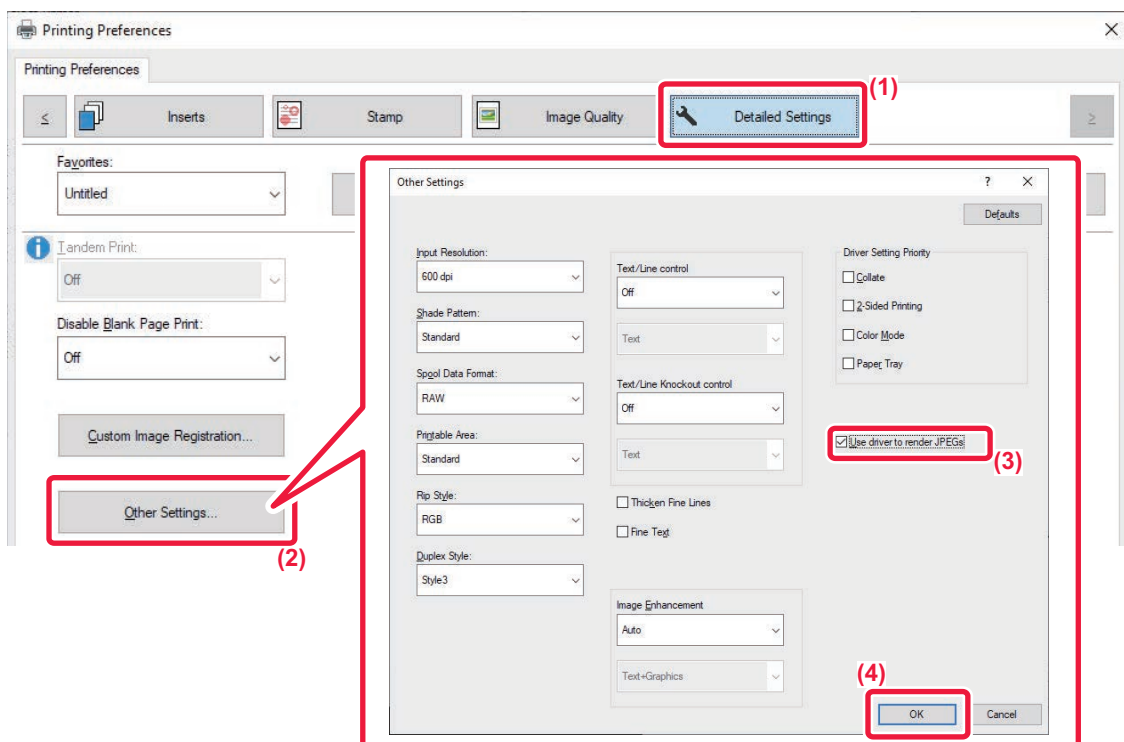 Printing Preferences
Printing Preferences
(1)
<
Inserts
Stamp
Image Quality
Detailed Settings
>
Favorites:
Untitled
Tandem Print:
Off
Disable Blank Page Print:
Off
Custom Image Registration...
Other Settings...
(2)
Other Settings
?
Defaults
Input Resolution:
600 dpi
Shade Pattern:
Standard
Spool Data Format:
RAW
Printable Area:
Standard
Rip Style:
RGB
Duplex Style:
Style3
Text/Line control
Off
Text
Text/Line Knockout control
Off
Text
Thicken Fine Lines
Fine Text
Image Enhancement
Auto
Text+Graphics
Driver Setting Priority
Collate
2-Sided Printing
Color Mode
Paper Tray
Use driver to render JPEGs
(3)
(4)
OK
Cancel